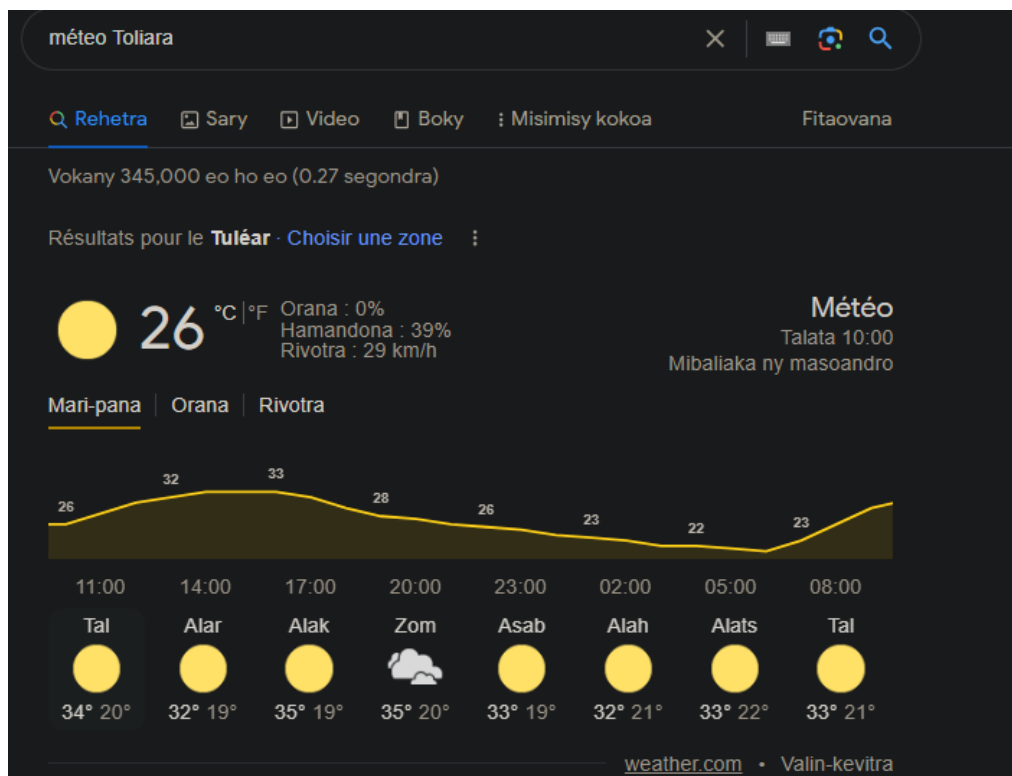 météo Toliara
Rehetra Sary Video Boky Misimisy kokoa Fitaovana
Vokany 345,000 eo ho eo (0.27 segondra)
Résultats pour le Tuléar · Choisir une zone
26 °C | °F
Orana : 0%
Hamandona : 39%
Rivotra : 29 km/h
Météo
Talata 10:00
Mibaliaka ny masoandro
Mari-pana Orana Rivotra
26 32 33 28 26 23 22 23
11:00 14:00 17:00 20:00 23:00 02:00 05:00 08:00
Tal Alar Alak Zom Asab Alah Alats Tal
34° 20° 32° 19° 35° 19° 35° 20° 33° 19° 32° 21° 33° 22° 33° 21°
weather.com • Valin-kevitra